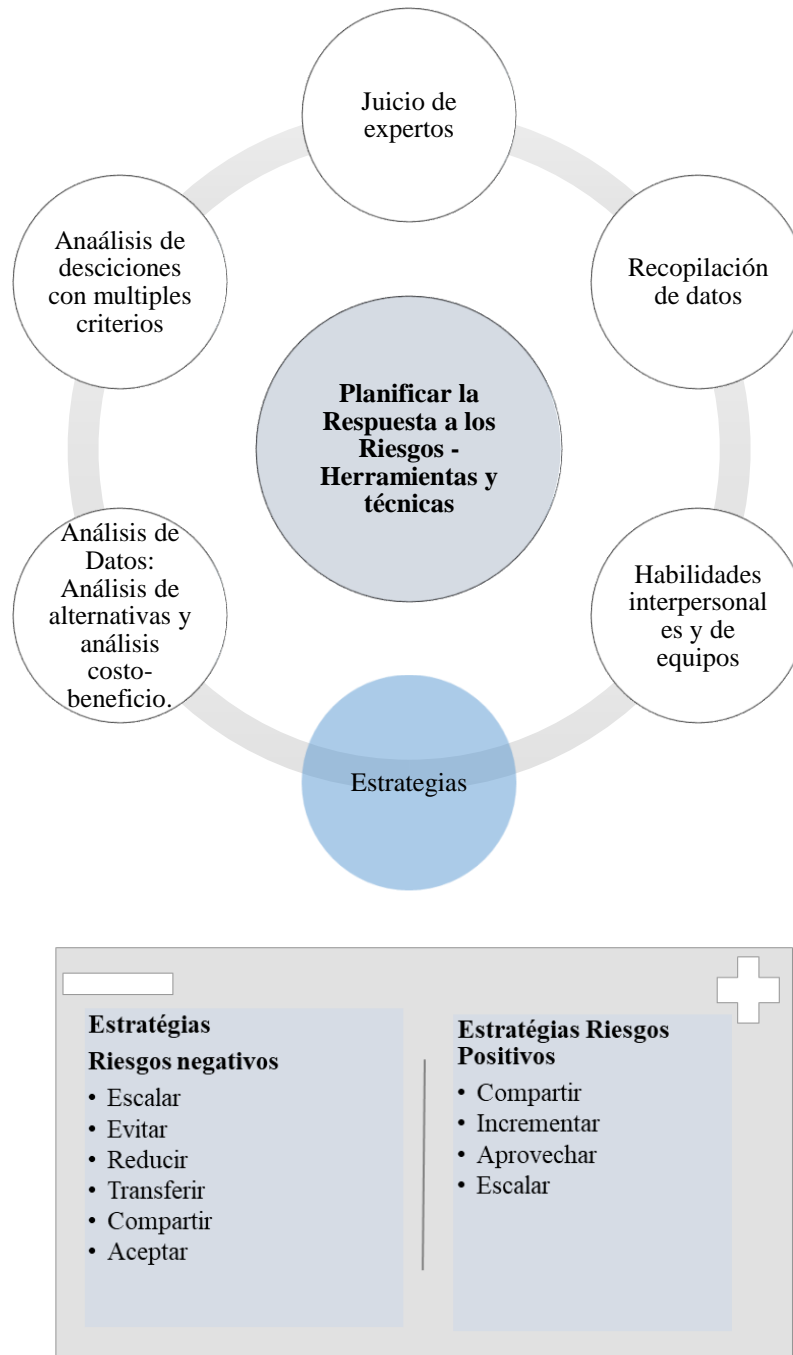 Juicio de
expertos
Anaálisis de
desciciones
con multiples
criterios
Recopilación
de datos
Planificar la
Respuesta a los
Riesgos -
Herramientas y
técnicas
Análisis de
Datos:
Análisis de
alternativas y
análisis
costo-
beneficio.
Habilidades
interpersonal
es y de
equipos
Estrategias
Estratégias
Riesgos negativos
• Escalar
• Evitar
• Reducir
• Transferir
• Compartir
• Aceptar
Estratégias Riesgos
Positivos
• Compartir
• Incrementar
• Aprovechar
• Escalar